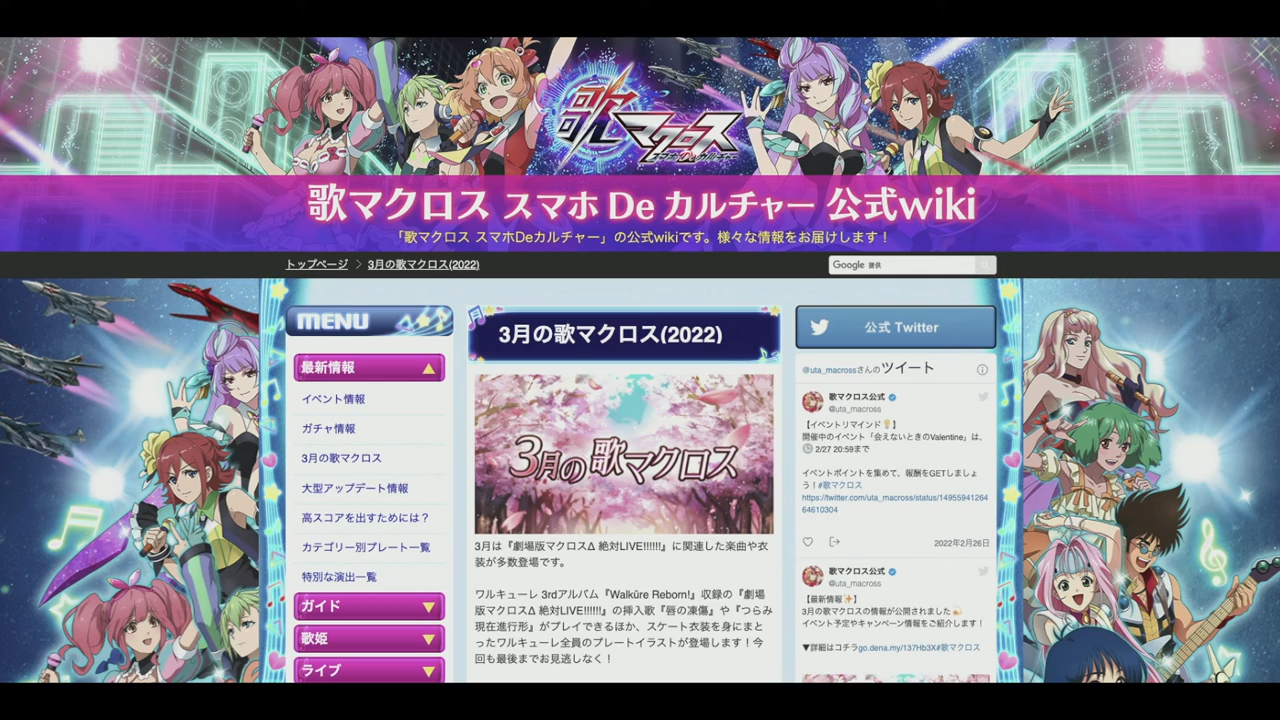 歌マクロス
スマホDeカルチャー
歌マクロス スマホ De カルチャー 公式wiki
「歌マクロス スマホDeカルチャー」の公式wikiです。様々な情報をお届けします！
トップページ > 3月の歌マクロス(2022)
Google 提供
MENU
最新情報
イベント情報
ガチャ情報
3月の歌マクロス
大型アップデート情報
高スコアを出すためには？
カテゴリー別プレート一覧
特別な演出一覧
ガイド
歌姫
ライブ
3月の歌マクロス(2022)
3月の歌マクロス
3月は『劇場版マクロスΔ 絶対LIVE!!!!!!』に関連した楽曲や衣
装が多数登場です。
ワルキューレ 3rdアルバム『Walküre Reborn!』収録の『劇場
版マクロスΔ 絶対LIVE!!!!!!』の挿入歌『唇の凍傷』や『つらみ
現在進行形』がプレイできるほか、スケート衣装を身にまと
ったワルキューレ全員のプレートイラストが登場します！今
回も最後までお見逃しなく！
公式 Twitter
@uta_macrossさんのツイート
歌マクロス公式
@uta_macross
【イベントリマインド💡】
開催中のイベント「会えないときのValentine」は、
🕒 2/27 20:59まで
イベントポイントを集めて、報酬をGETしましょ
う！#歌マクロス
https://twitter.com/uta_macross/status/14955941264
64610304
2022年2月26日
歌マクロス公式
@uta_macross
【最新情報✨】
3月の歌マクロスの情報が公開されました💫
イベント予定やキャンペーン情報をご紹介します！
▼詳細はコチラgo.dena.my/137Hb3X#歌マクロス